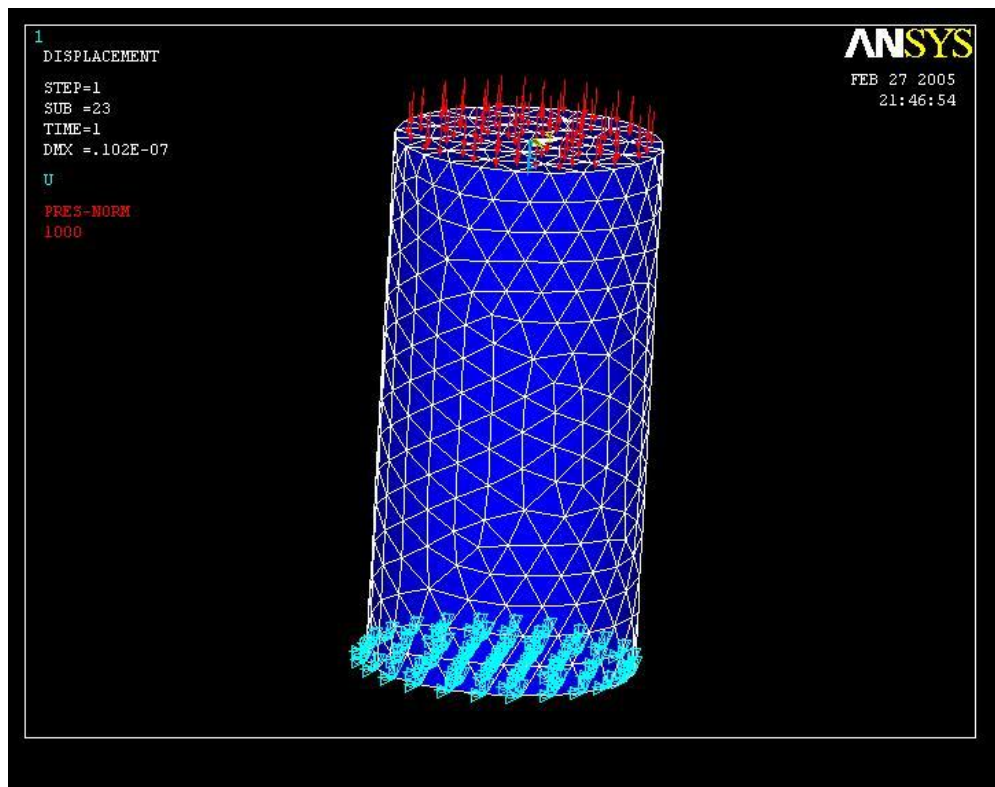 1
DISPLACEMENT
STEP=1
SUB =23
TIME=1
DMX =.102E-07
U
PRES-NORM
1000
ANSYS
FEB 27 2005
21:46:54